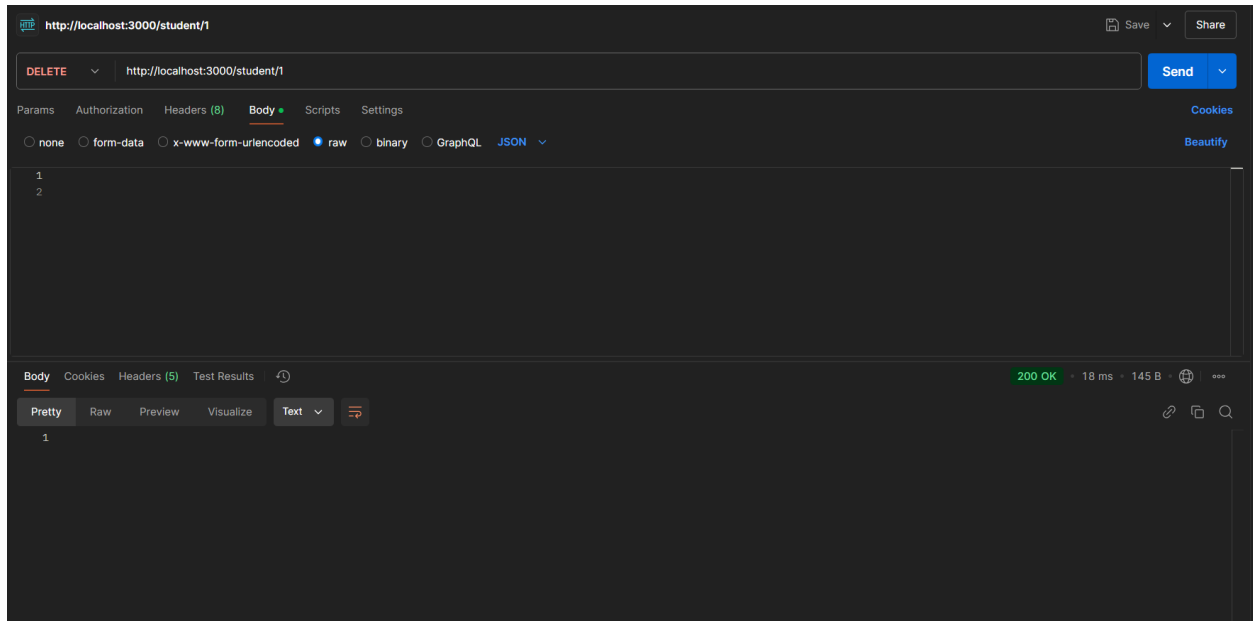 HTTP http://localhost:3000/student/1 Save Share
DELETE http://localhost:3000/student/1 Send
Params Authorization Headers (8) Body Scripts Settings Cookies
none form-data x-www-form-urlencoded raw binary GraphQL JSON Beautify
1
2
Body Cookies Headers (5) Test Results 200 OK 18 ms 145 B
Pretty Raw Preview Visualize Text
1